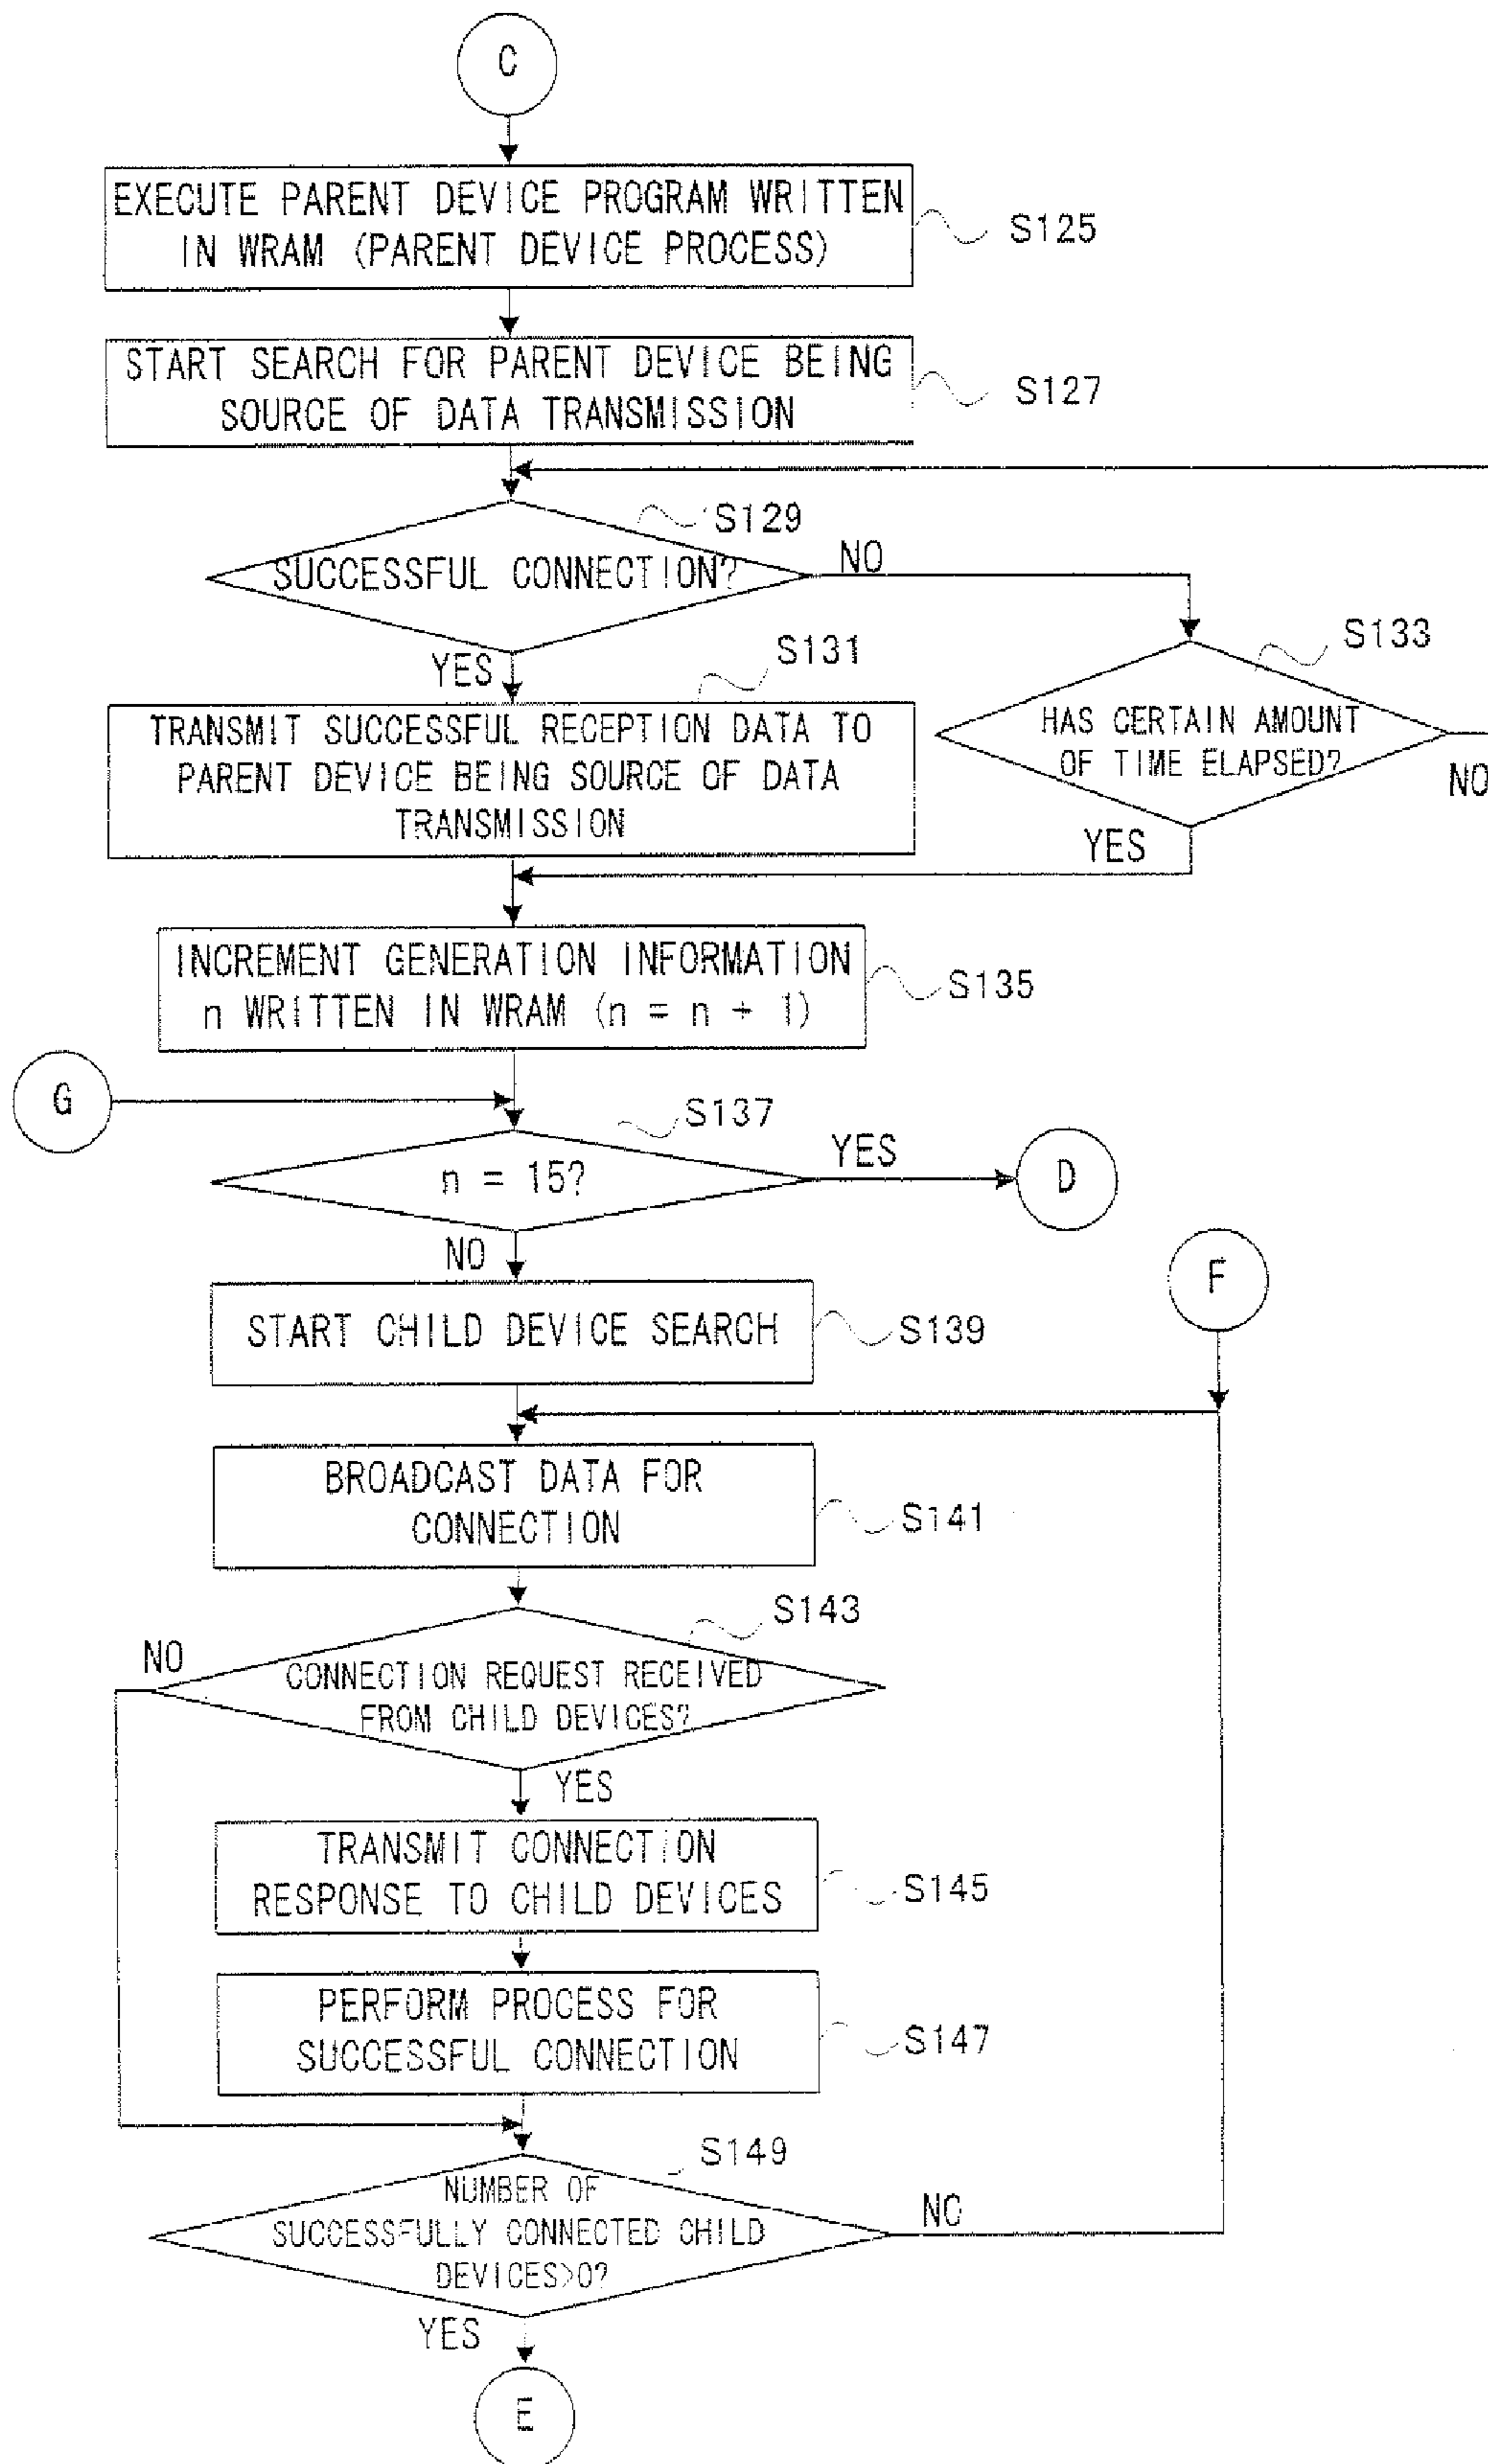 C
EXECUTE PARENT DEVICE PROGRAM WRITTEN
IN WRAM (PARENT DEVICE PROCESS)
S125
START SEARCH FOR PARENT DEVICE BEING
SOURCE OF DATA TRANSMISSION
S127
S129
SUCCESSFUL CONNECTION?
NO
YES
S131
S133
TRANSMIT SUCCESSFUL RECEPTION DATA TO
PARENT DEVICE BEING SOURCE OF DATA
TRANSMISSION
HAS CERTAIN AMOUNT
OF TIME ELAPSED?
NO
YES
INCREMENT GENERATION INFORMATION
n WRITTEN IN WRAM (n = n + 1)
S135
G
S137
n = 15?
YES
D
NO
F
START CHILD DEVICE SEARCH
S139
BROADCAST DATA FOR
CONNECTION
S141
S143
NO
CONNECTION REQUEST RECEIVED
FROM CHILD DEVICES?
YES
TRANSMIT CONNECTION
RESPONSE TO CHILD DEVICES
S145
PERFORM PROCESS FOR
SUCCESSFUL CONNECTION
S147
S149
NUMBER OF
SUCCESSFULLY CONNECTED CHILD
DEVICES>0?
NO
YES
E